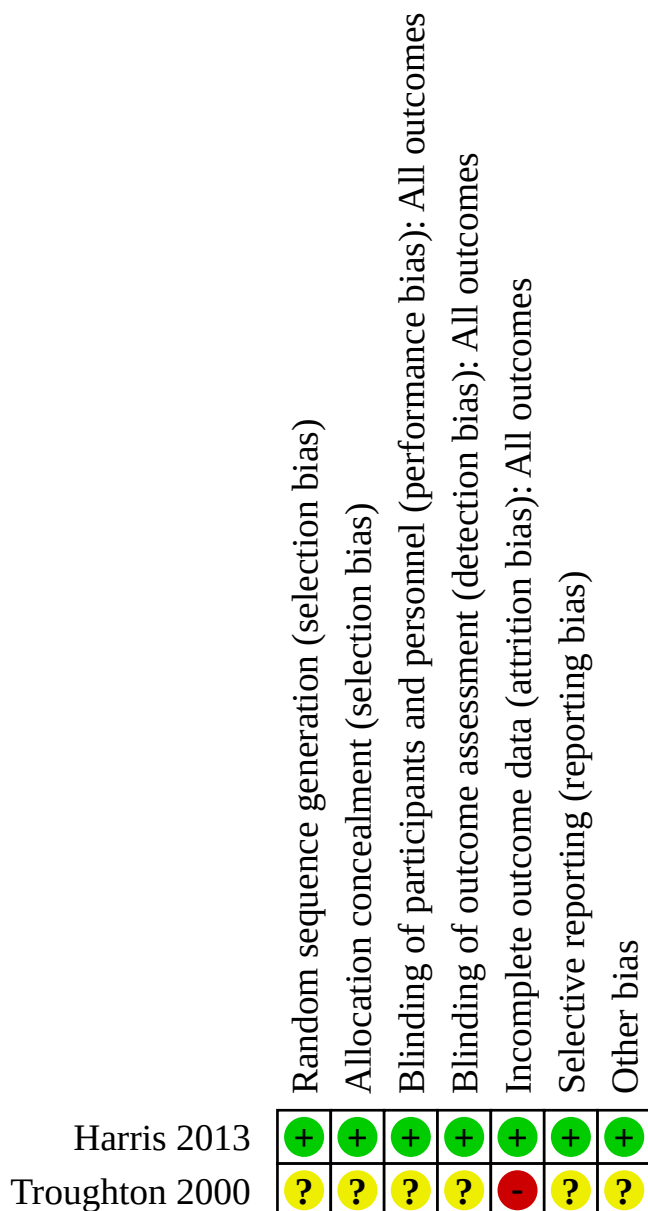 Random sequence generation (selection bias)
Allocation concealment (selection bias)
Blinding of participants and personnel (performance bias): All outcomes
Blinding of outcome assessment (detection bias): All outcomes
Incomplete outcome data (attrition bias): All outcomes
Selective reporting (reporting bias)
Other bias
Harris 2013 + + + + + + +
Troughton 2000 ? ? ? ? - ? ?